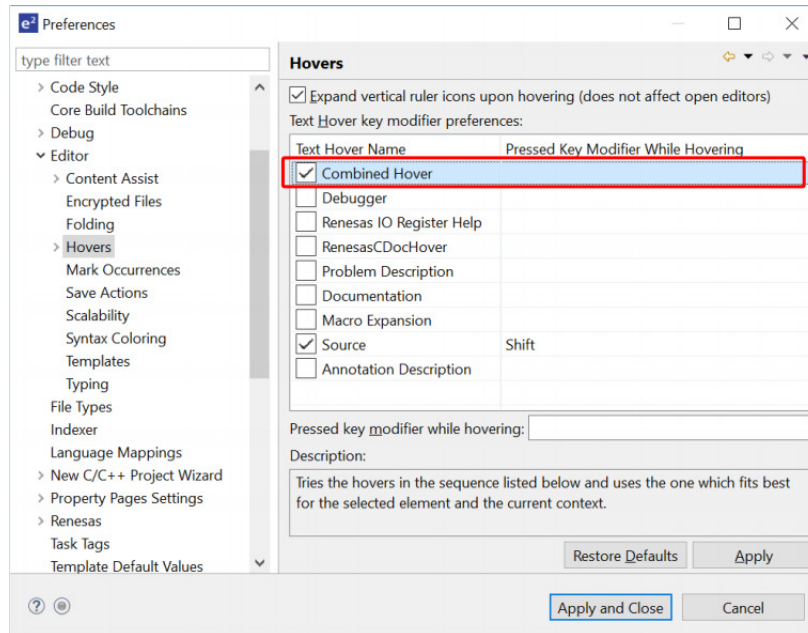 e² Preferences
type filter text
Code Style
Core Build Toolchains
Debug
Editor
Content Assist
Encrypted Files
Folding
Hovers
Mark Occurrences
Save Actions
Scalability
Syntax Coloring
Templates
Typing
File Types
Indexer
Language Mappings
New C/C++ Project Wizard
Property Pages Settings
Renesas
Task Tags
Template Default Values
Hovers
Expand vertical ruler icons upon hovering (does not affect open editors)
Text Hover key modifier preferences:
Text Hover Name Pressed Key Modifier While Hovering
Combined Hover
Debugger
Renesas IO Register Help
RenesasCDocHover
Problem Description
Documentation
Macro Expansion
Source Shift
Annotation Description
Pressed key modifier while hovering:
Description:
Tries the hovers in the sequence listed below and uses the one which fits best
for the selected element and the current context.
Restore Defaults Apply
? Apply and Close Cancel